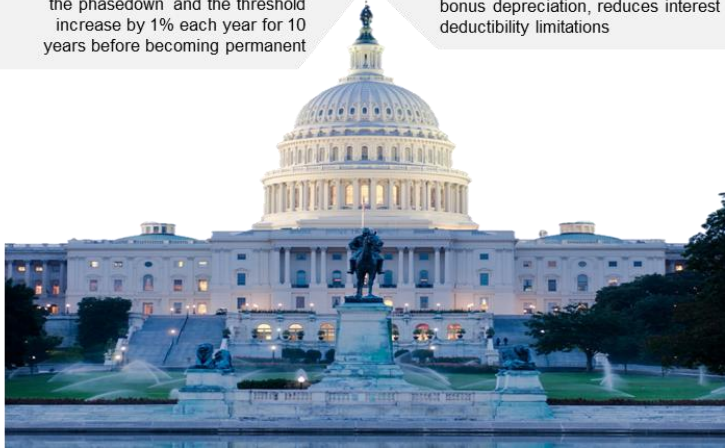 the phasedown and the threshold
increase by 1% each year for 10
years before becoming permanent
bonus depreciation, reduces interest
deductibility limitations